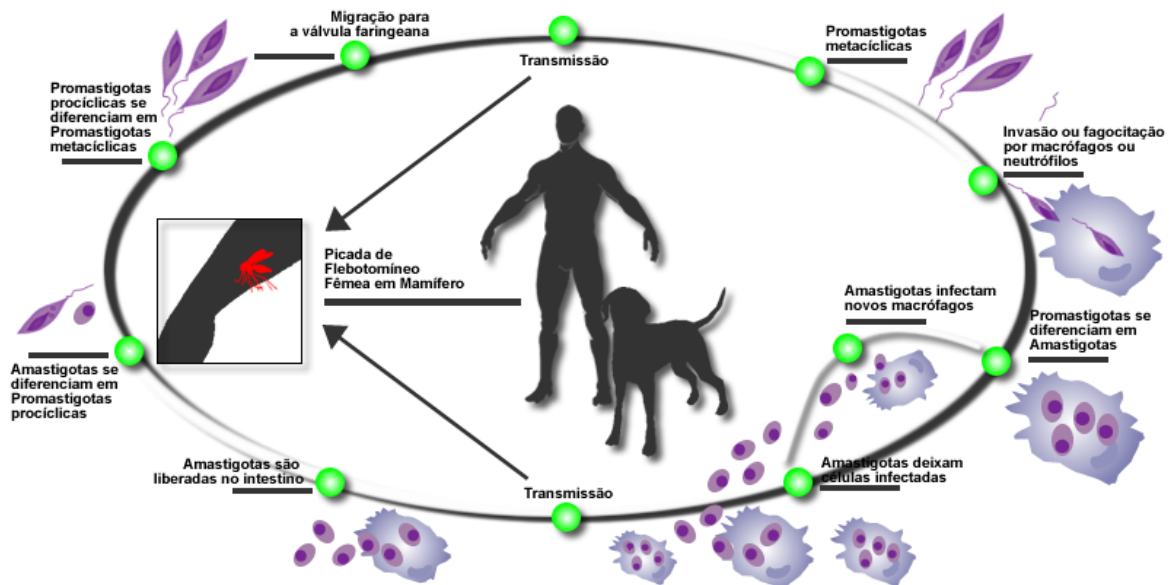 Migração para
a válvula faringeana
Transmissão
Promastigotas
metacíclicas
Promastigotas
procíclicas se
diferenciam em
Promastigotas
metacíclicas
Invasão ou fagocitação
por macrófagos ou
neutrófilos
Picada de
Flebotomíneo
Fêmea em Mamífero
Amastigotas infectam
novos macrófagos
Promastigotas se
diferenciam em
Amastigotas
Amastigotas se
diferenciam em
Promastigotas
procíclicas
Amastigotas são
liberadas no intestino
Transmissão
Amastigotas deixam
células infectadas